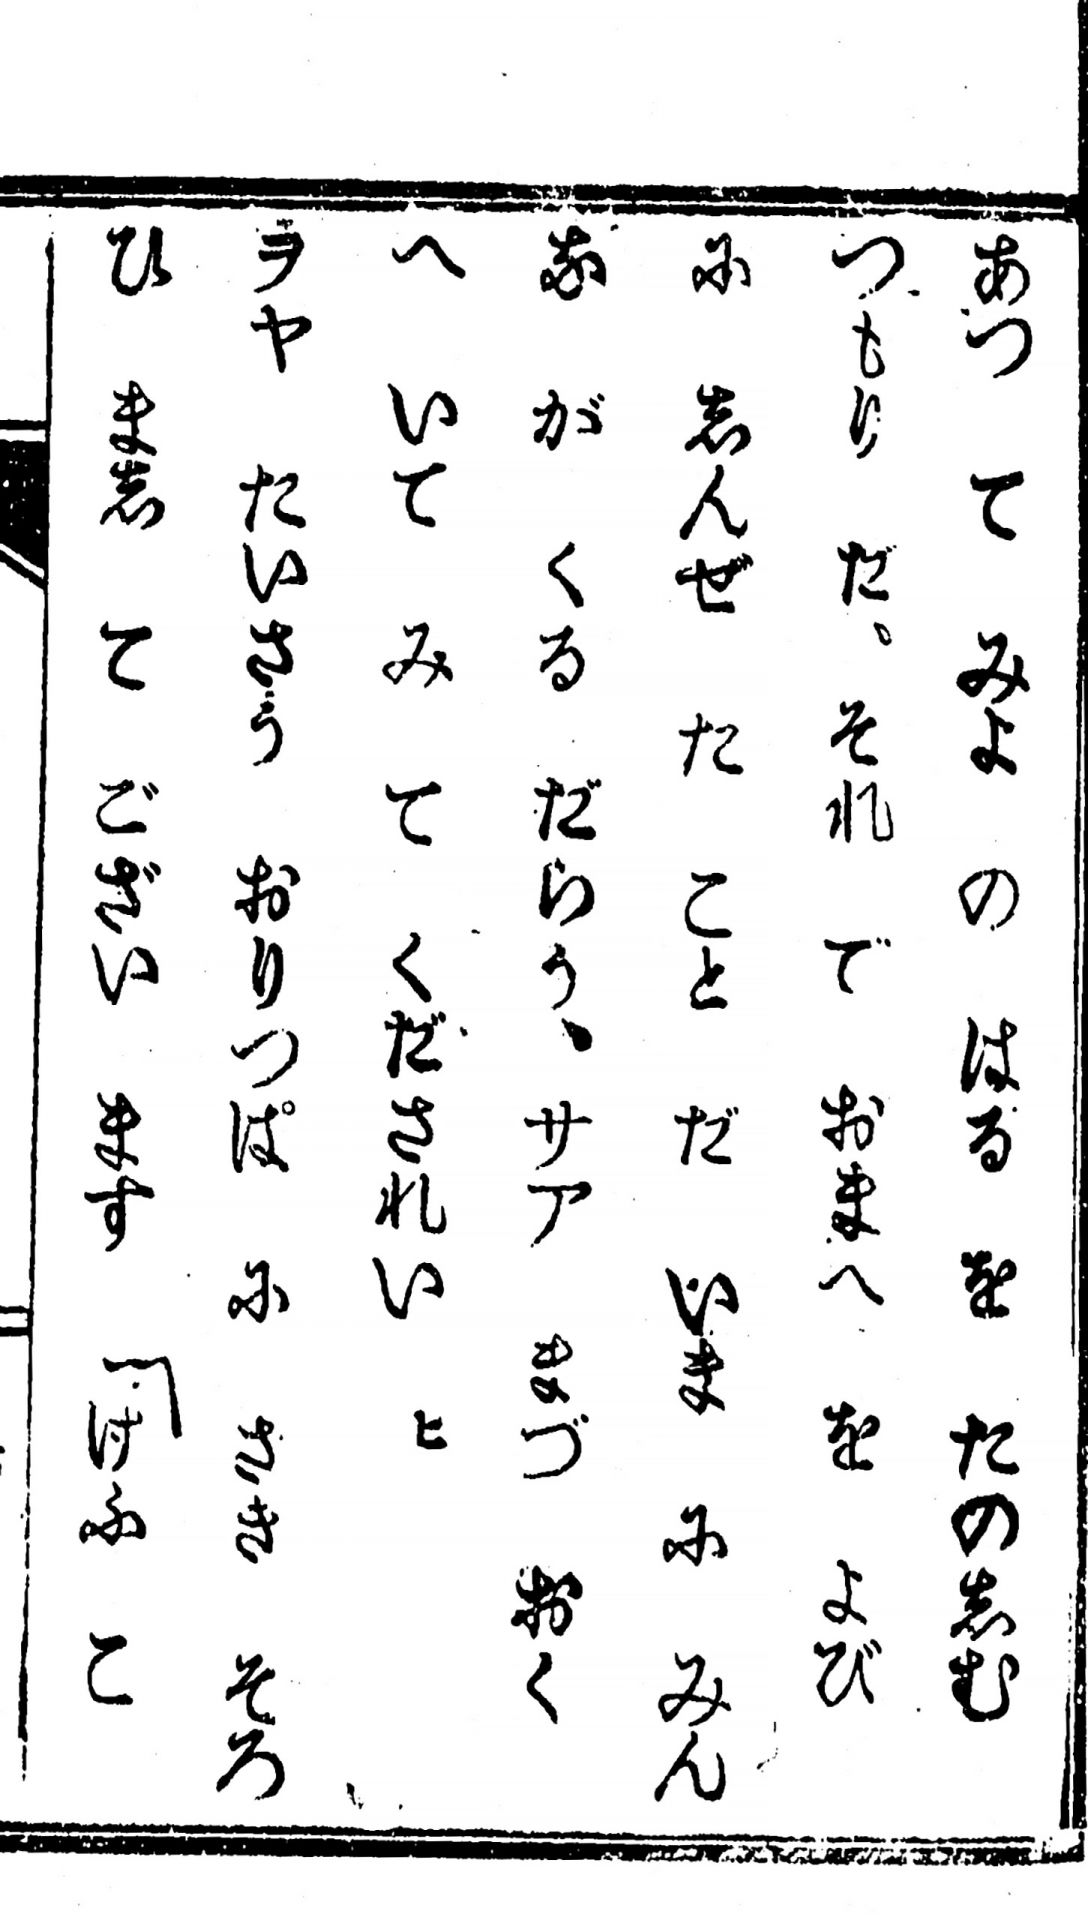 あつ て みよ の はる を たのしむ
つもり だ。 それ で おまへ を よび
に しんぜ た こと だ いま に みん
な が くる だらう、 サア まづ おく
へ いて みて くだされい ヒ
ヲヤ たいさう おりつぱ に さき そろ
ひ まし て ござい ます 「けふ こ